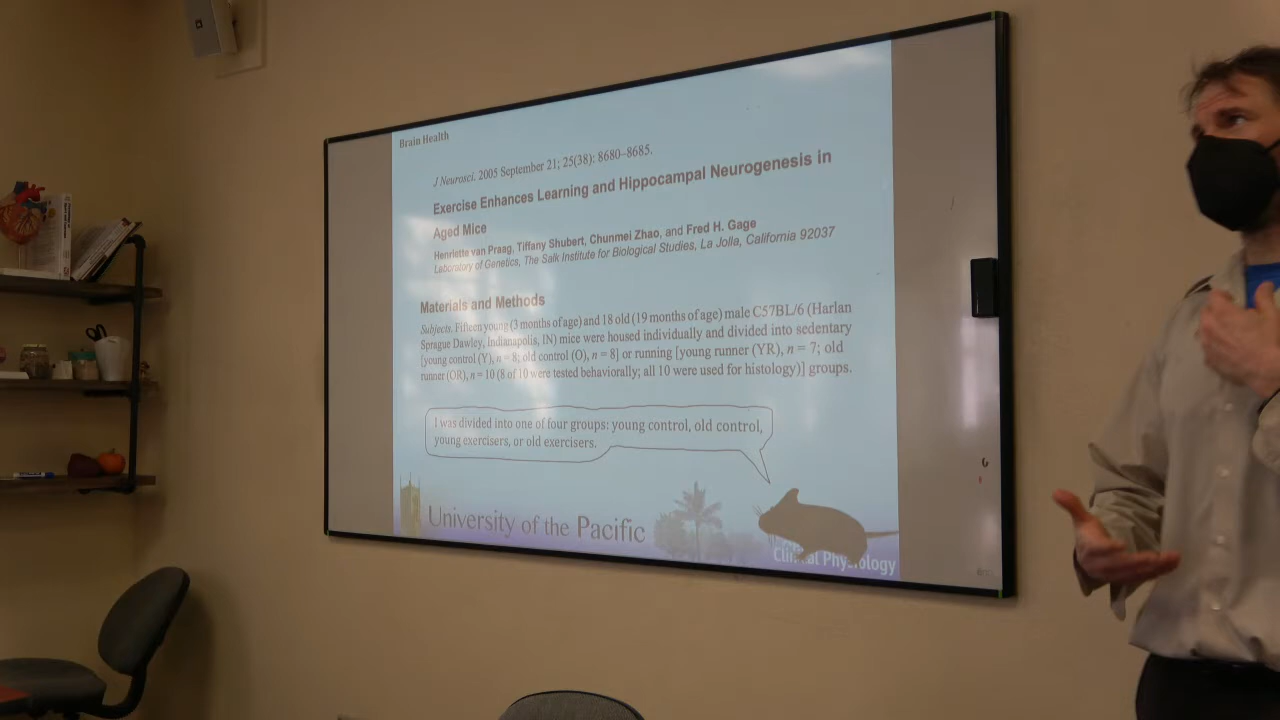 Brain Health
J Neurosci. 2005 September 21; 25(38): 8680–8685.
Exercise Enhances Learning and Hippocampal Neurogenesis in
Aged Mice
Henriette van Praag, Tiffany Shubert, Chunmei Zhao, and Fred H. Gage
Laboratory of Genetics, The Salk Institute for Biological Studies, La Jolla, California 92037
Materials and Methods
Subjects. Fifteen young (3 months of age) and 18 old (19 months of age) male C57BL/6 (Harlan
Sprague Dawley, Indianapolis, IN) mice were housed individually and divided into sedentary
[young control (Y), n = 8; old control (O), n = 8] or running [young runner (YR), n = 7; old
runner (OR), n = 10 (8 of 10 were tested behaviorally; all 10 were used for histology)] groups.
I was divided into one of four groups: young control, old control,
young exercisers, or old exercisers.
University of the Pacific
Clinical Physiology